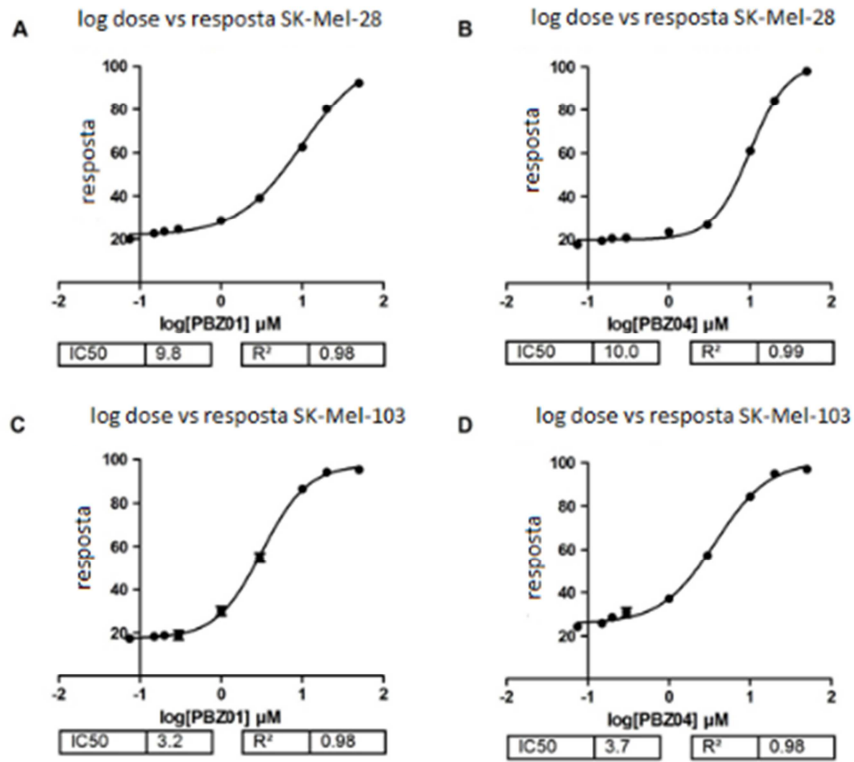 A
log dose vs resposta SK-Mel-28
100
80
60
40
20
resposta
-2 -1 0 1 2
log[PBZ01] µM
IC50 9.8 R² 0.98
B
log dose vs resposta SK-Mel-28
100
80
60
40
20
resposta
-2 -1 0 1 2
log[PBZ04] µM
IC50 10.0 R² 0.99
C
log dose vs resposta SK-Mel-103
100
80
60
40
20
resposta
-2 -1 0 1 2
log[PBZ01] µM
IC50 3.2 R² 0.98
D
log dose vs resposta SK-Mel-103
100
80
60
40
20
resposta
-2 -1 0 1 2
log[PBZ04] µM
IC50 3.7 R² 0.98